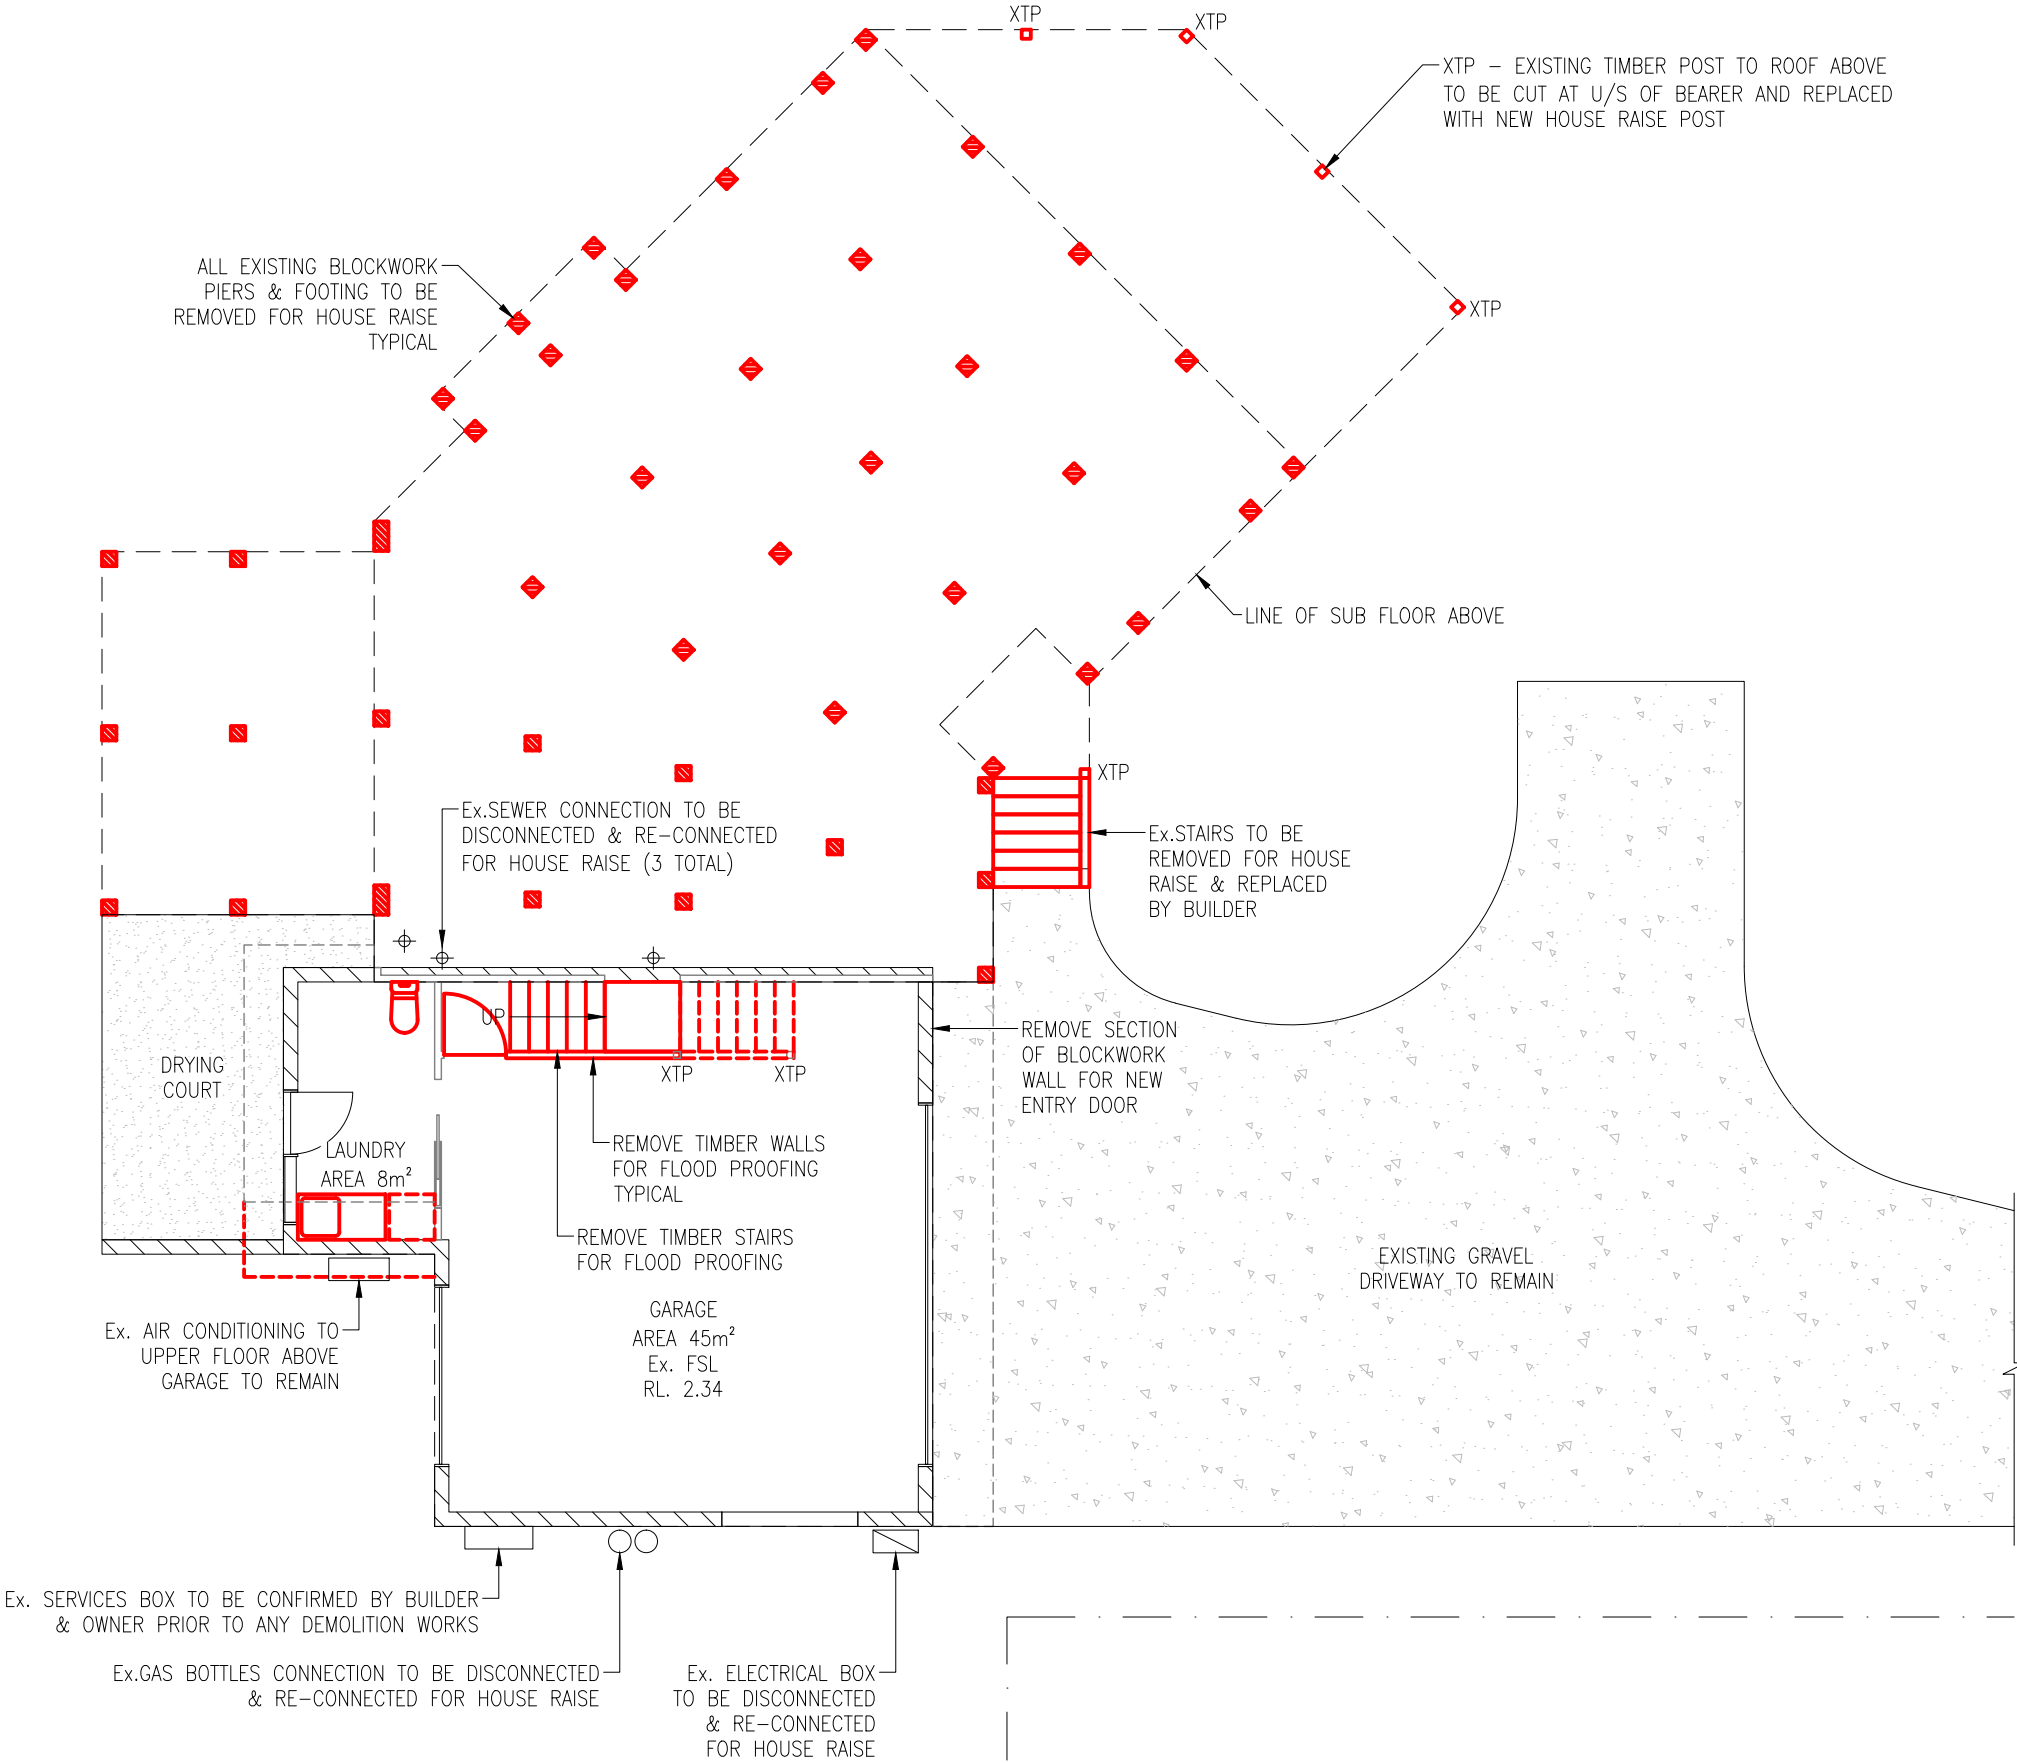 XTP
XTP
XTP - EXISTING TIMBER POST TO ROOF ABOVE
TO BE CUT AT U/S OF BEARER AND REPLACED
WITH NEW HOUSE RAISE POST
ALL EXISTING BLOCKWORK
PIERS & FOOTING TO BE
REMOVED FOR HOUSE RAISE
TYPICAL
XTP
LINE OF SUB FLOOR ABOVE
XTP
Ex.SEWER CONNECTION TO BE
DISCONNECTED & RE-CONNECTED
FOR HOUSE RAISE (3 TOTAL)
Ex.STAIRS TO BE
REMOVED FOR HOUSE
RAISE & REPLACED
BY BUILDER
UP
REMOVE SECTION
OF BLOCKWORK
WALL FOR NEW
ENTRY DOOR
DRYING
COURT
XTP
XTP
LAUNDRY
AREA 8m²
REMOVE TIMBER WALLS
FOR FLOOD PROOFING
TYPICAL
REMOVE TIMBER STAIRS
FOR FLOOD PROOFING
EXISTING GRAVEL
DRIVEWAY TO REMAIN
GARAGE
AREA 45m²
Ex. FSL
RL. 2.34
Ex. AIR CONDITIONING TO
UPPER FLOOR ABOVE
GARAGE TO REMAIN
Ex. SERVICES BOX TO BE CONFIRMED BY BUILDER
& OWNER PRIOR TO ANY DEMOLITION WORKS
Ex.GAS BOTTLES CONNECTION TO BE DISCONNECTED
& RE-CONNECTED FOR HOUSE RAISE
Ex. ELECTRICAL BOX
TO BE DISCONNECTED
& RE-CONNECTED
FOR HOUSE RAISE